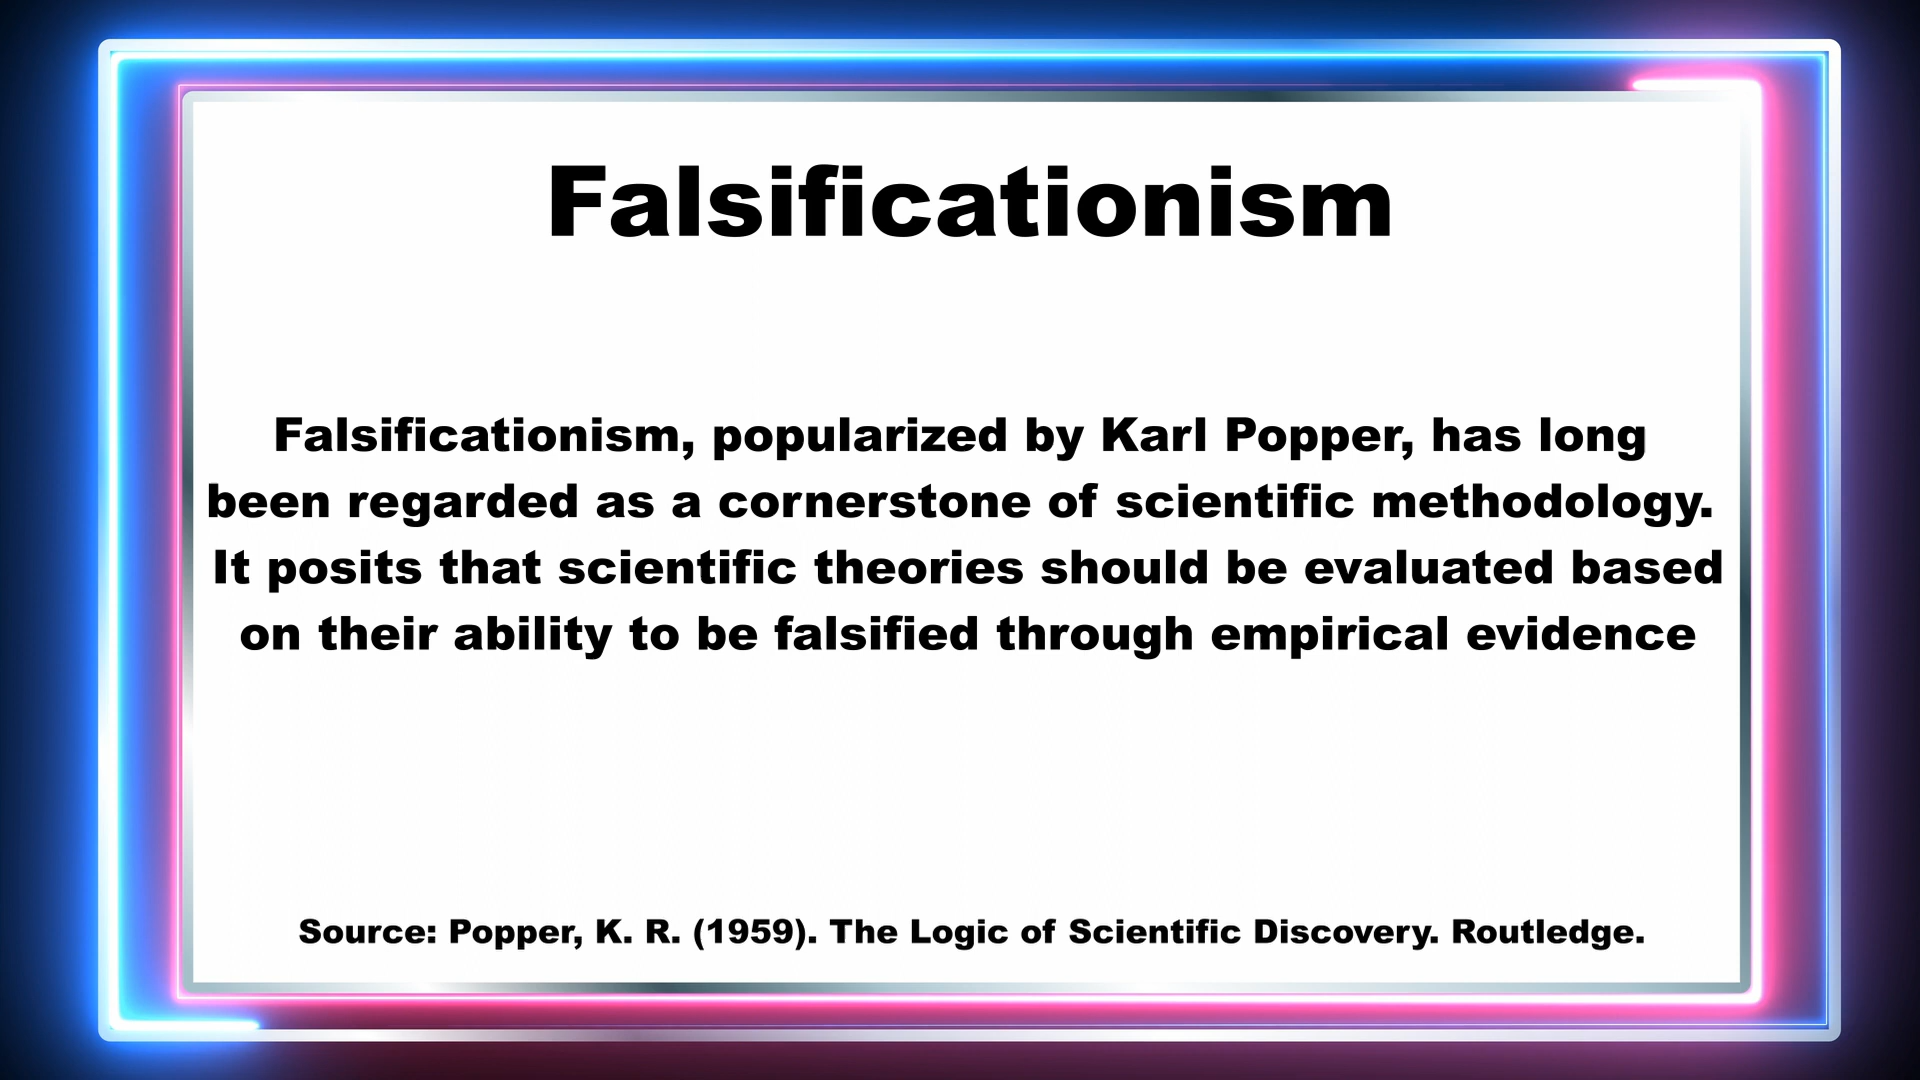 Falsificationism
Falsificationism, popularized by Karl Popper, has long
been regarded as a cornerstone of scientific methodology.
It posits that scientific theories should be evaluated based
on their ability to be falsified through empirical evidence
Source: Popper, K. R. (1959). The Logic of Scientific Discovery. Routledge.